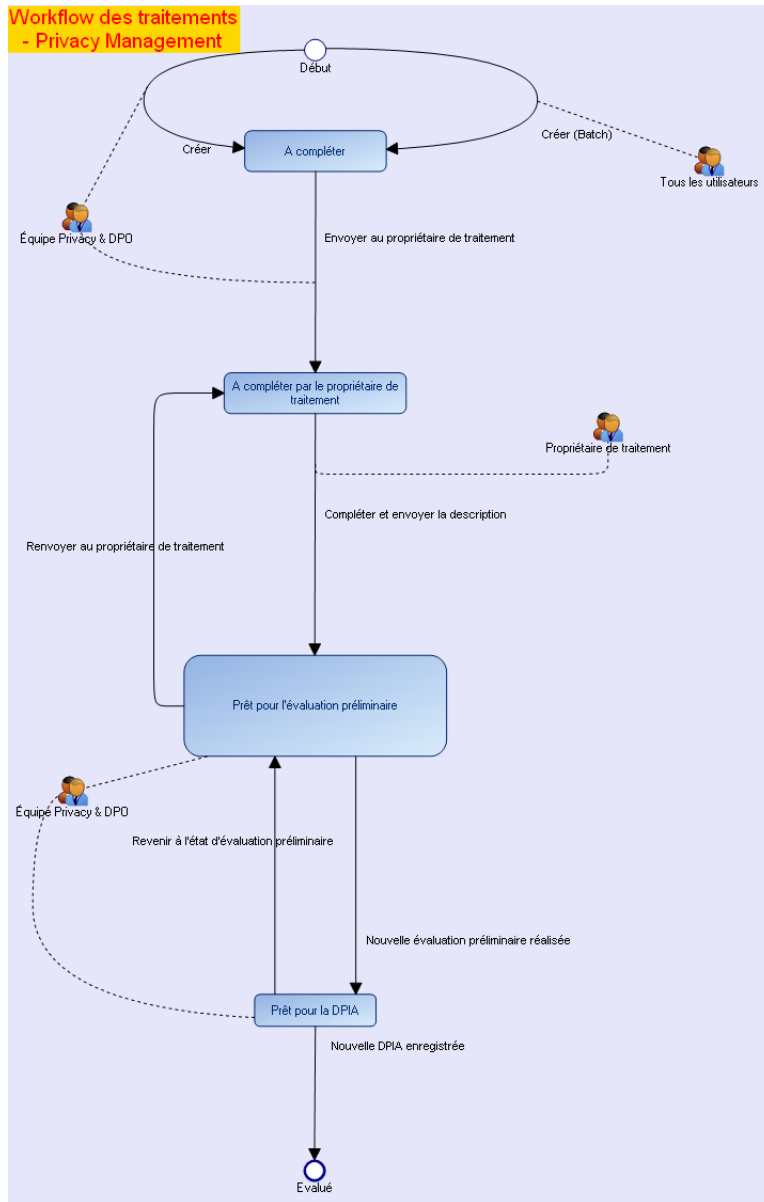 Workflow des traitements
- Privacy Management
Début
Créer
A compléter
Créer (Batch)
Tous les utilisateurs
Équipe Privacy & DPO
Envoyer au propriétaire de traitement
A compléter par le propriétaire de
traitement
Propriétaire de traitement
Compléter et envoyer la description
Renvoyer au propriétaire de traitement
Prêt pour l'évaluation préliminaire
Équipe Privacy & DPO
Revenir à l'état d'évaluation préliminaire
Nouvelle évaluation préliminaire réalisée
Prêt pour la DPIA
Nouvelle DPIA enregistrée
Evalué